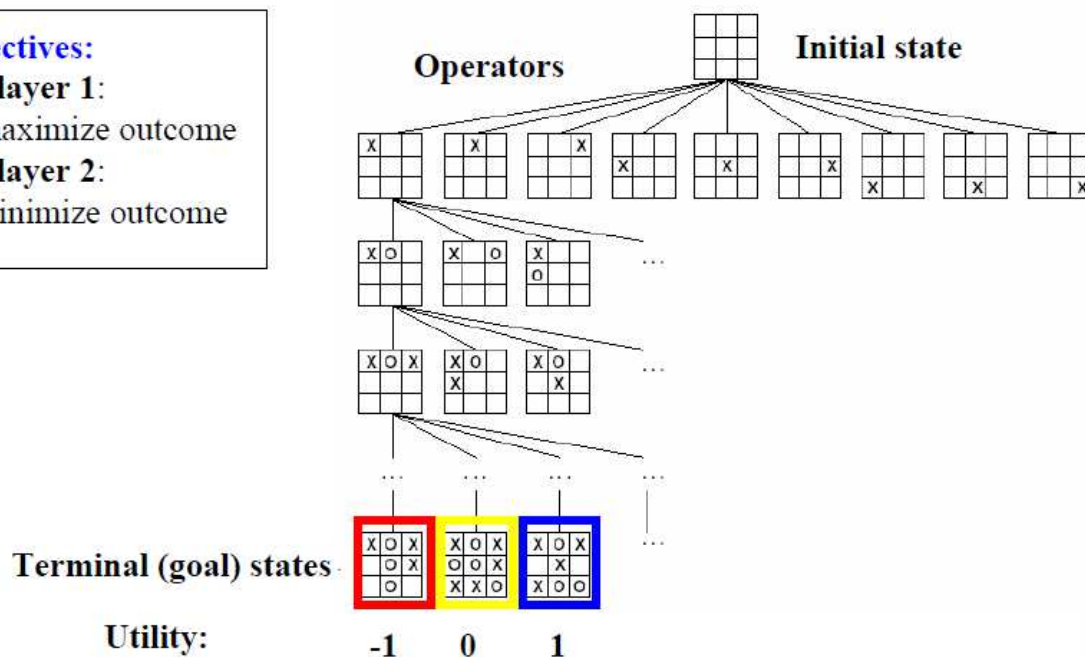 ctives:
layer 1:
aximize outcome
layer 2:
inimize outcome
Operators
Initial state
X X X X X X X X X
X O X O X
O
...
X O X X O X O
X X
...
... ... ... ...
X O X X O X X O X
O X O O X X
O X X O X O O
...
Terminal (goal) states
Utility:
-1 0 1